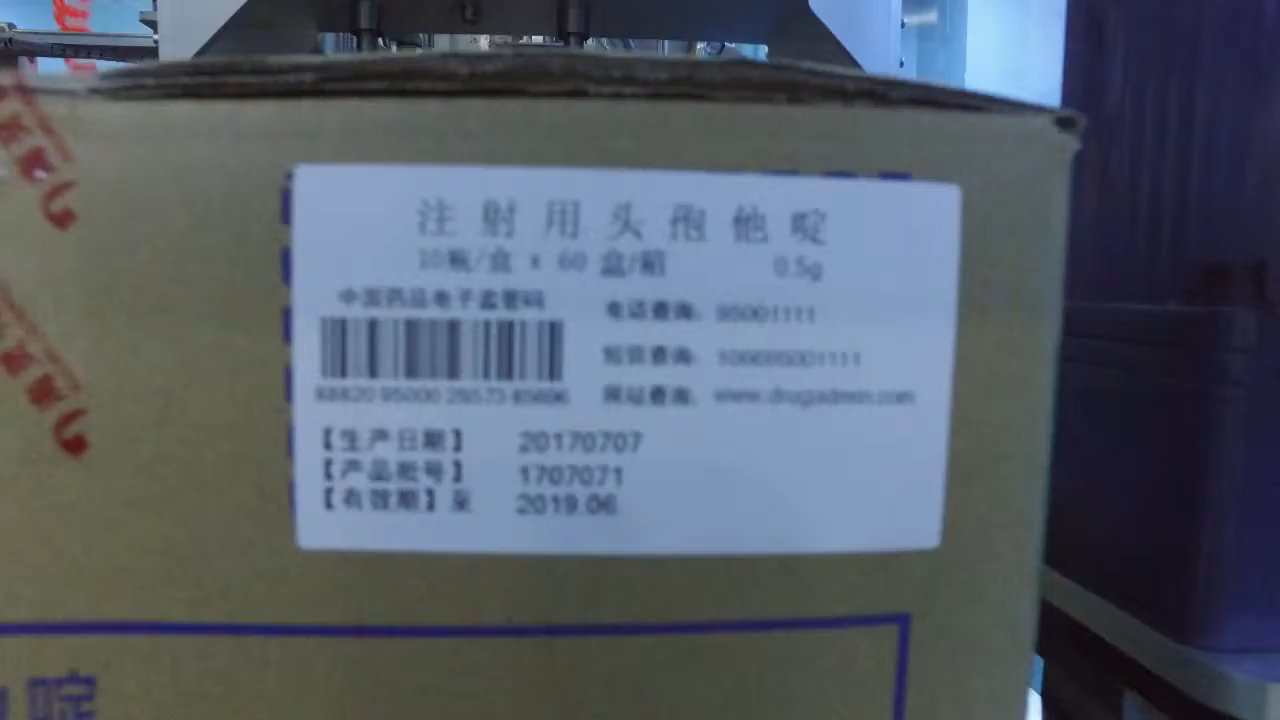 注射用头孢他啶
10瓶/盒 x 60 盒/箱 0.5g
中国药品电子监管码
电话查询: 95001111
短信查询: 106695001111
网站查询: www.drugadmin.com
【生产日期】 20170707
【产品批号】 1707071
【有效期】至 2019.06
啶